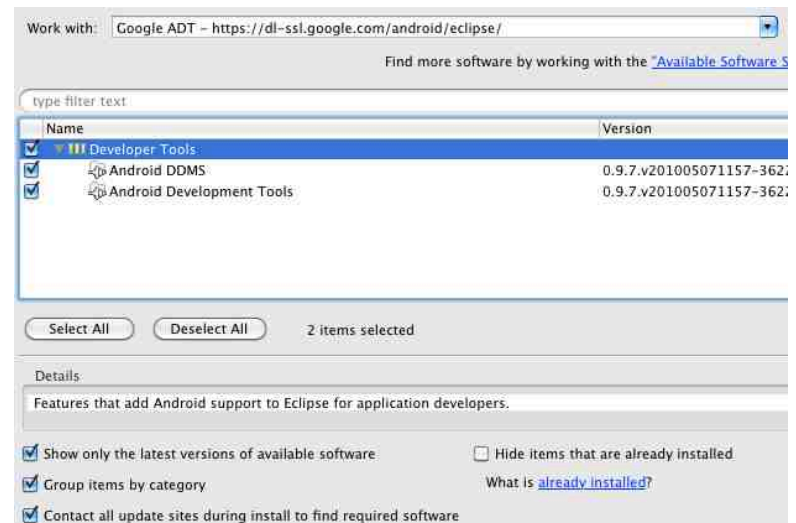 Work with: Google ADT - https://dl-ssl.google.com/android/eclipse/
Find more software by working with the "Available Software S
type filter text
Name Version
Developer Tools
Android DDMS 0.9.7.v201005071157-3622
Android Development Tools 0.9.7.v201005071157-3622
Select All Deselect All 2 items selected
Details
Features that add Android support to Eclipse for application developers.
Show only the latest versions of available software Hide items that are already installed
Group items by category What is already installed?
Contact all update sites during install to find required software